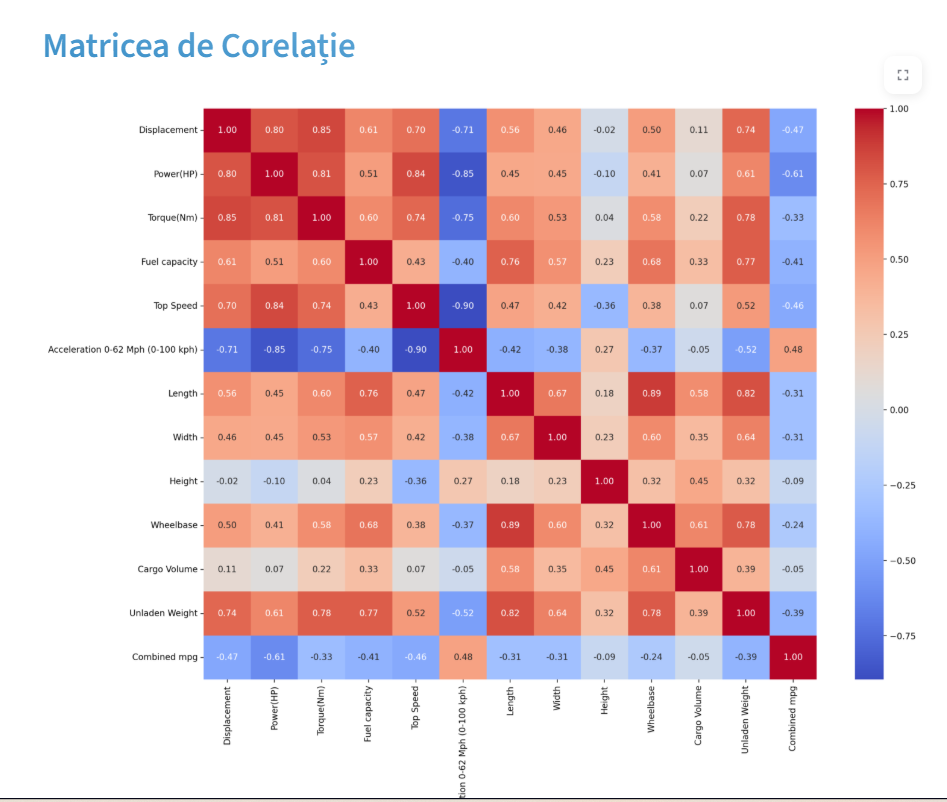 Matricea de Corelație
Displacement 1.00 0.80 0.85 0.61 0.70 -0.71 0.56 0.46 -0.02 0.50 0.11 0.74 -0.47
Power(HP) 0.80 1.00 0.81 0.51 0.84 -0.85 0.45 0.45 -0.10 0.41 0.07 0.61 -0.61
Torque(Nm) 0.85 0.81 1.00 0.60 0.74 -0.75 0.60 0.53 0.04 0.58 0.22 0.78 -0.33
Fuel capacity 0.61 0.51 0.60 1.00 0.43 -0.40 0.76 0.57 0.23 0.68 0.33 0.77 -0.41
Top Speed 0.70 0.84 0.74 0.43 1.00 -0.90 0.47 0.42 -0.36 0.38 0.07 0.52 -0.46
Acceleration 0-62 Mph (0-100 kph) -0.71 -0.85 -0.75 -0.40 -0.90 1.00 -0.42 -0.38 0.27 -0.37 -0.05 -0.52 0.48
Length 0.56 0.45 0.60 0.76 0.47 -0.42 1.00 0.67 0.18 0.89 0.58 0.82 -0.31
Width 0.46 0.45 0.53 0.57 0.42 -0.38 0.67 1.00 0.23 0.60 0.35 0.64 -0.31
Height -0.02 -0.10 0.04 0.23 -0.36 0.27 0.18 0.23 1.00 0.32 0.45 0.32 -0.09
Wheelbase 0.50 0.41 0.58 0.68 0.38 -0.37 0.89 0.60 0.32 1.00 0.61 0.78 -0.24
Cargo Volume 0.11 0.07 0.22 0.33 0.07 -0.05 0.58 0.35 0.45 0.61 1.00 0.39 -0.05
Unladen Weight 0.74 0.61 0.78 0.77 0.52 -0.52 0.82 0.64 0.32 0.78 0.39 1.00 -0.39
Combined mpg -0.47 -0.61 -0.33 -0.41 -0.46 0.48 -0.31 -0.31 -0.09 -0.24 -0.05 -0.39 1.00
Displacement
Power(HP)
Torque(Nm)
Fuel capacity
Top Speed
tion 0-62 Mph (0-100 kph)
Length
Width
Height
Wheelbase
Cargo Volume
Unladen Weight
Combined mpg
1.00
0.75
0.50
0.25
0.00
−0.25
−0.50
−0.75